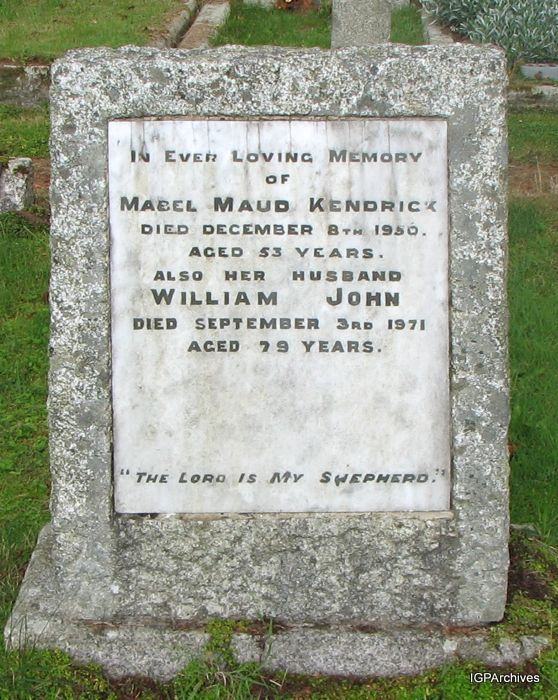 In Ever Loving Memory
of
Mabel Maud Kendrick
died December 8th 1950.
aged 53 years.
also her husband
William John
died September 3rd 1971
aged 79 years.
"The Lord is My Shepherd."
IGPArchives